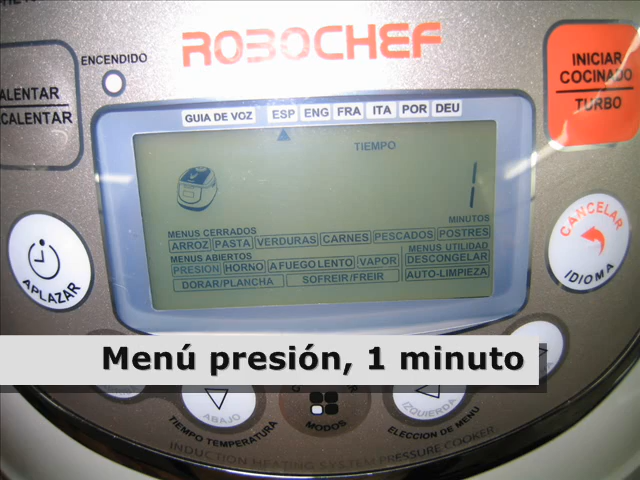 ROBOCHEF
ENCENDIDO
INICIAR
COCINADO
TURBO
ALENTAR
CALENTAR
GUIA DE VOZ ESP ENG FRA ITA POR DEU
TIEMPO
1
MINUTOS
MENUS CERRADOS
ARROZ PASTA VERDURAS CARNES PESCADOS POSTRES
MENUS ABIERTOS MENUS UTILIDAD
PRESION HORNO A FUEGO LENTO VAPOR DESCONGELAR
DORAR/PLANCHA SOFREIR/FREIR AUTO-LIMPIEZA
APLAZAR
CANCELAR
IDIOMA
Menú presión, 1 minuto
ABAJO
IZQUIERDA
TIEMPO TEMPERATURA
MODOS
ELECCION DE MENU
INDUCTION HEATING SYSTEM PRESSURE COOKER